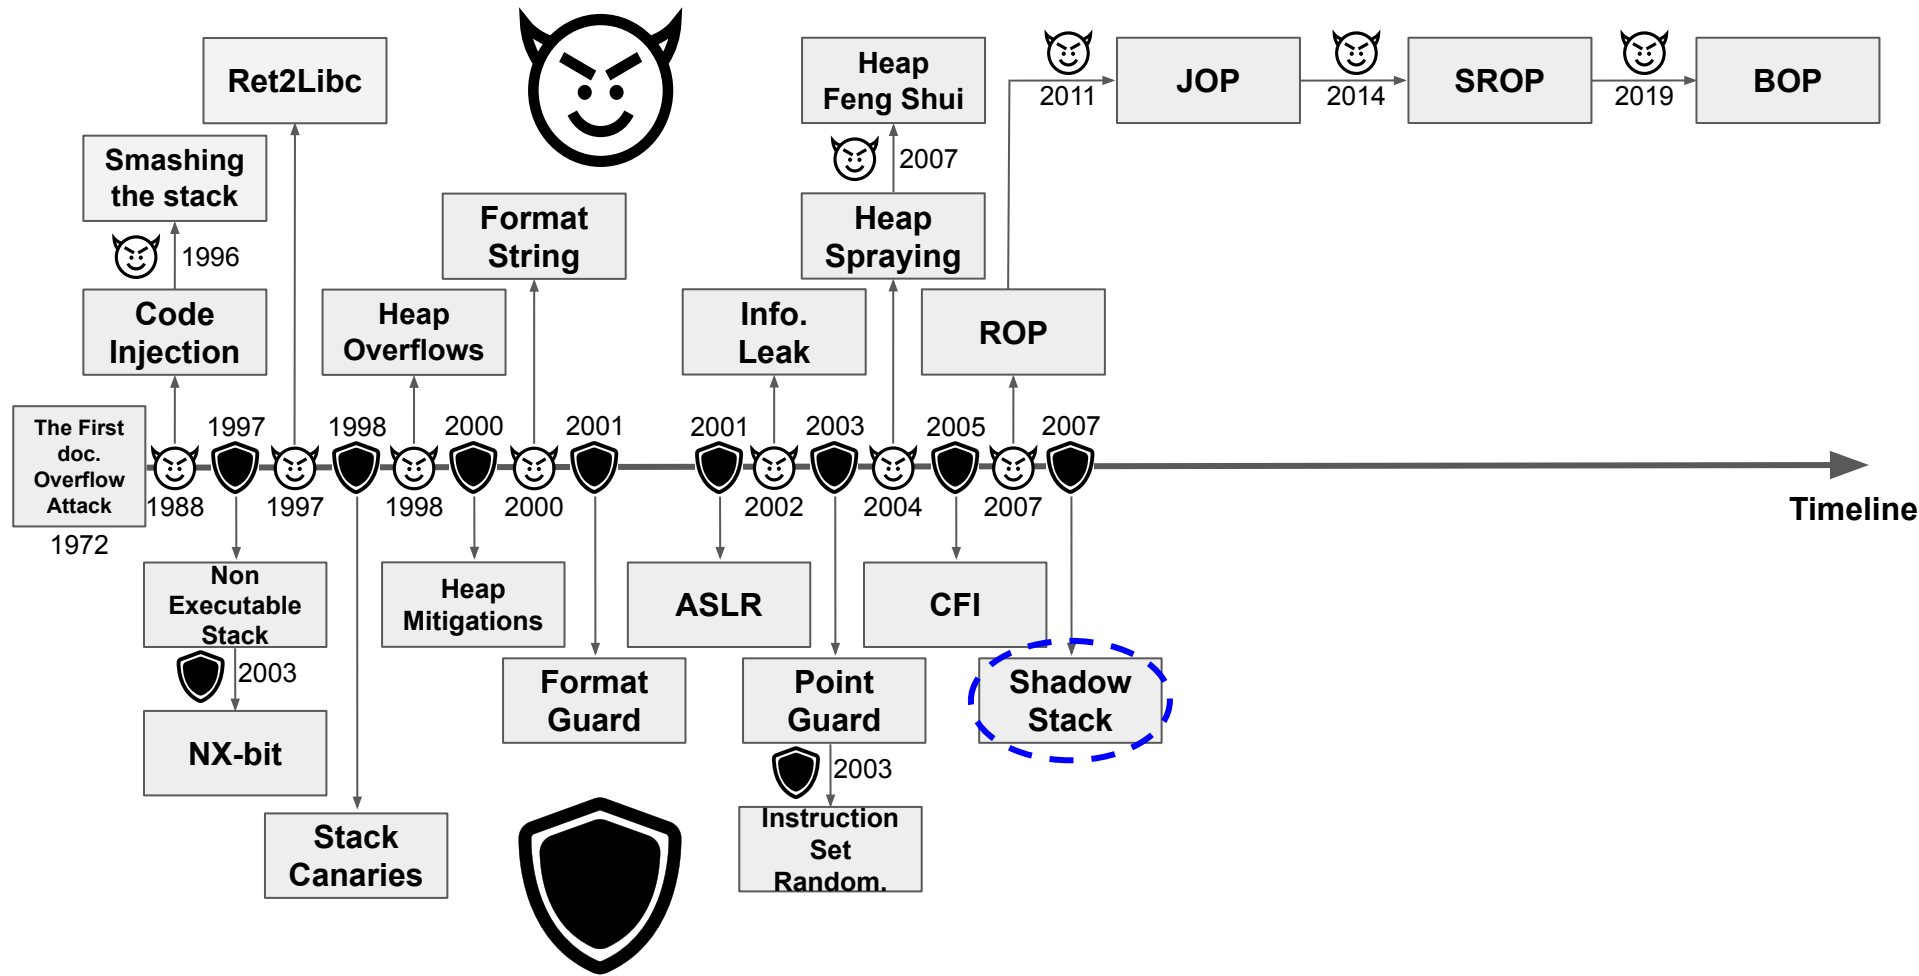 Ret2Libc
Heap
Feng Shui
2011
JOP
2014
SROP
2019
BOP
Smashing
the stack
2007
1996
Format
String
Heap
Spraying
Code
Injection
Heap
Overflows
Info.
Leak
ROP
The First
doc.
Overflow
Attack
1972
1997
1998
2000
2001
2001
2003
2005
2007
1988
1997
1998
2000
2002
2004
2007
Timeline
Non
Executable
Stack
2003
NX-bit
Heap
Mitigations
ASLR
CFI
Format
Guard
Point
Guard
Shadow
Stack
2003
Stack
Canaries
Instruction
Set
Random.